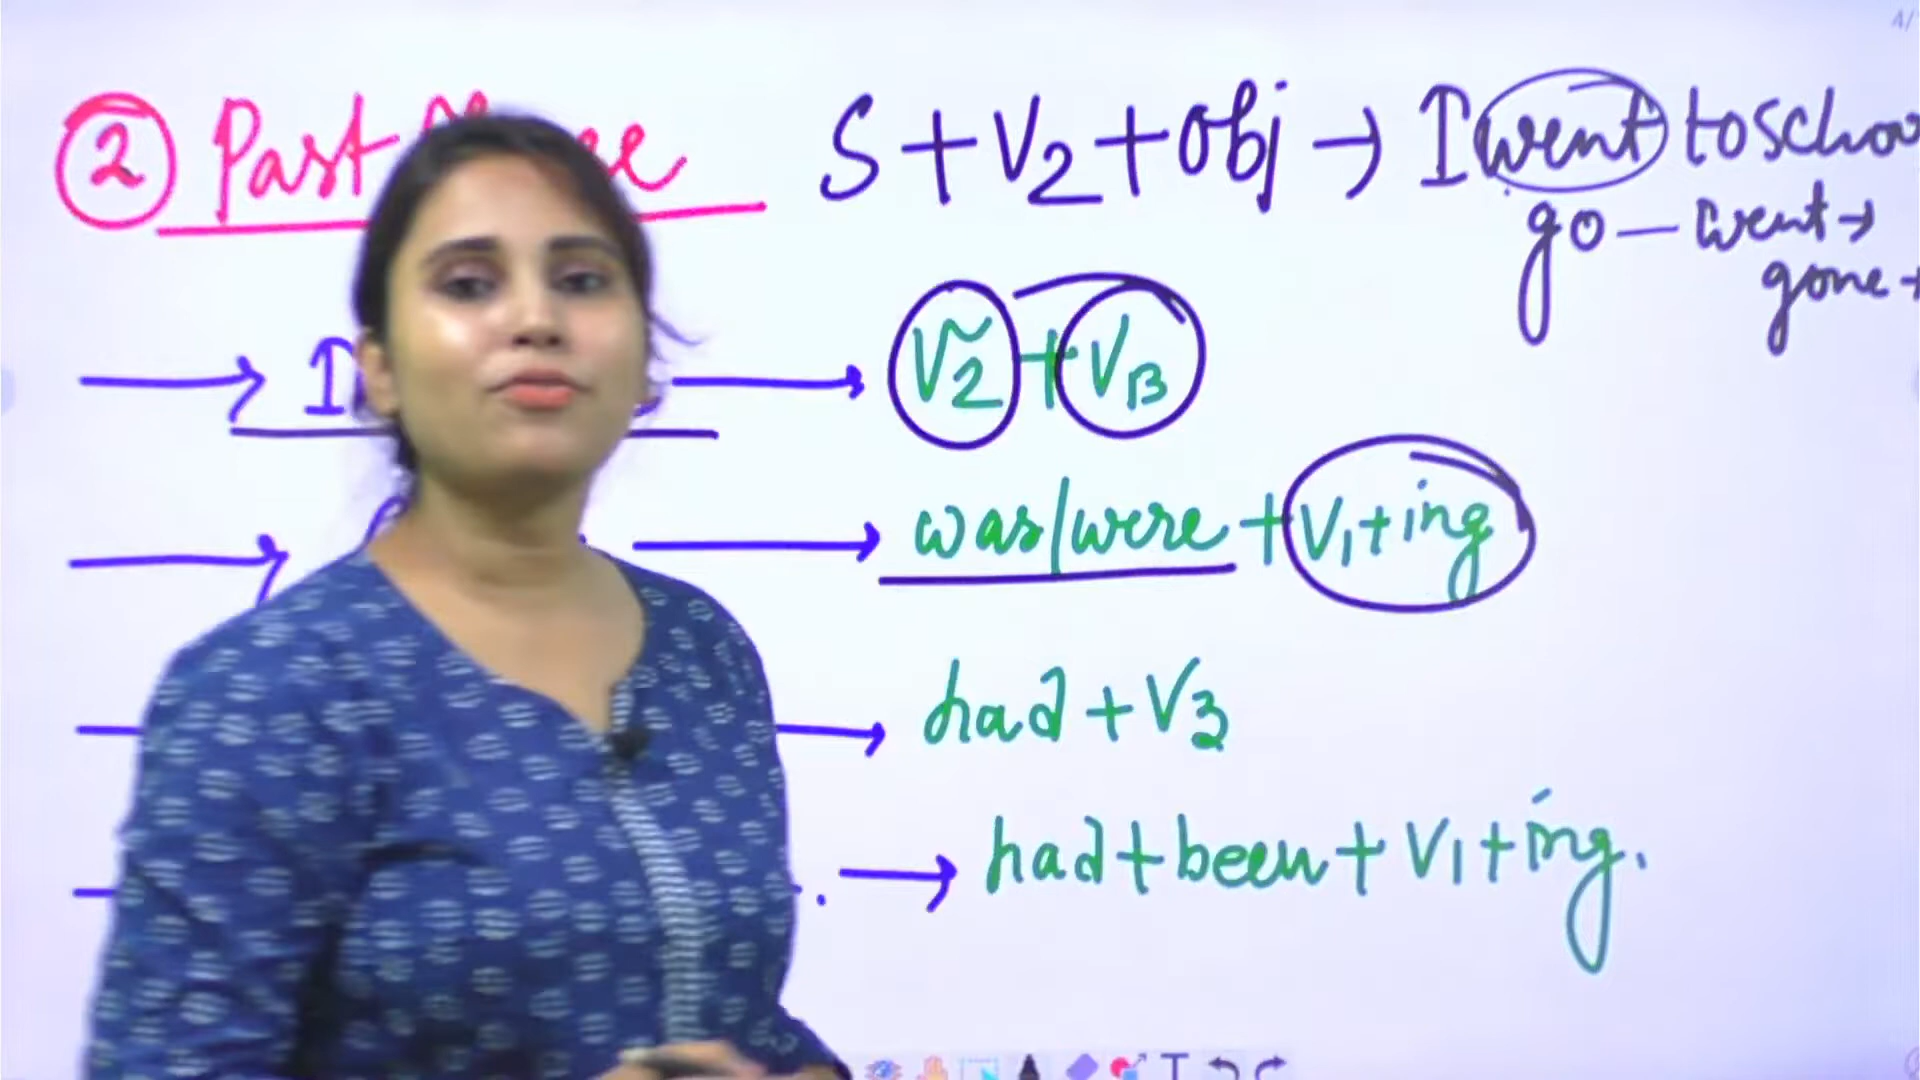 ② Past
S + V2 + Obj → I went to schoo
go — went →
gone +
→ I → V2 + V3
→ → was/were + V1 + ing
→ had + V3
→ had + been + V1 + ing.
4/
T